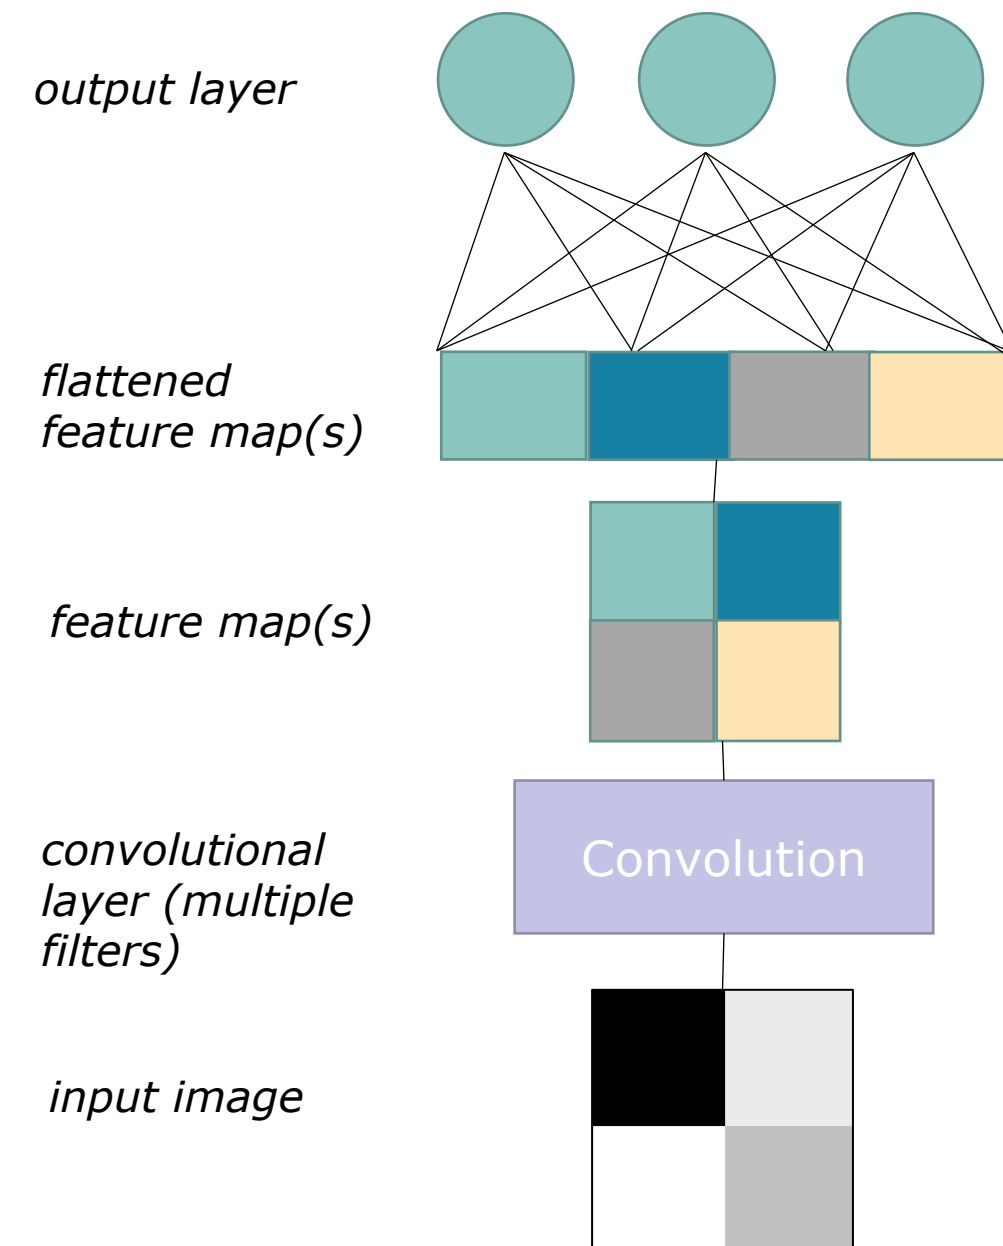 output layer
flattened
feature map(s)
feature map(s)
convolutional
layer (multiple
filters)
Convolution
input image